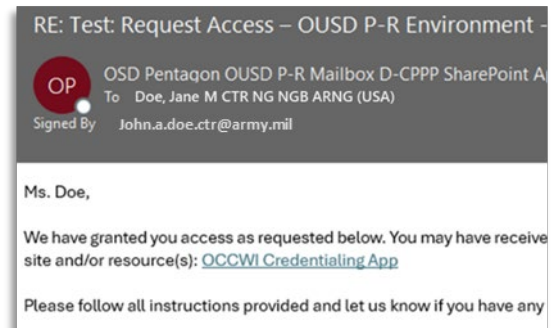 RE: Test: Request Access – OUSD P-R Environment -
OP
OSD Pentagon OUSD P-R Mailbox D-CPPP SharePoint A
To Doe, Jane M CTR NG NGB ARNG (USA)
Signed By John.a.doe.ctr@army.mil
Ms. Doe,
We have granted you access as requested below. You may have receive
site and/or resource(s): OCCWI Credentialing App
Please follow all instructions provided and let us know if you have any